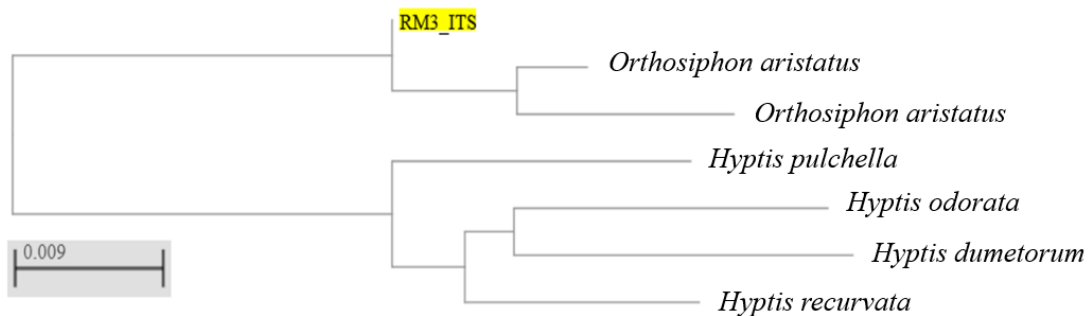 RM3_ITS
Orthosiphon aristatus
Orthosiphon aristatus
Hyptis pulchella
Hyptis odorata
0.009
Hyptis dumetorum
Hyptis recurvata